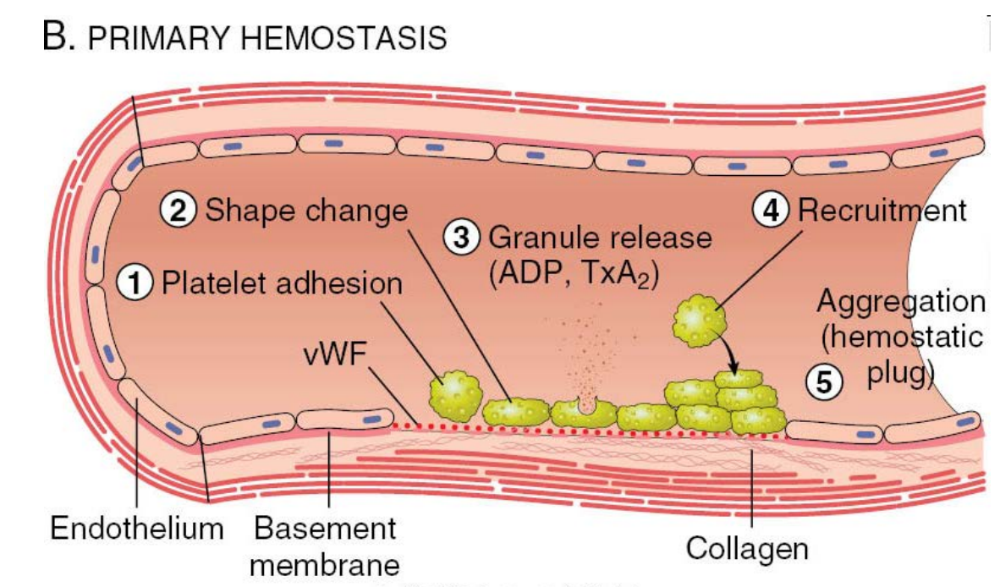 B. PRIMARY HEMOSTASIS
2 Shape change
4 Recruitment
3 Granule release
(ADP, TxA₂)
1 Platelet adhesion
Aggregation
(hemostatic
5 plug)
vWF
Endothelium
Basement
membrane
Collagen